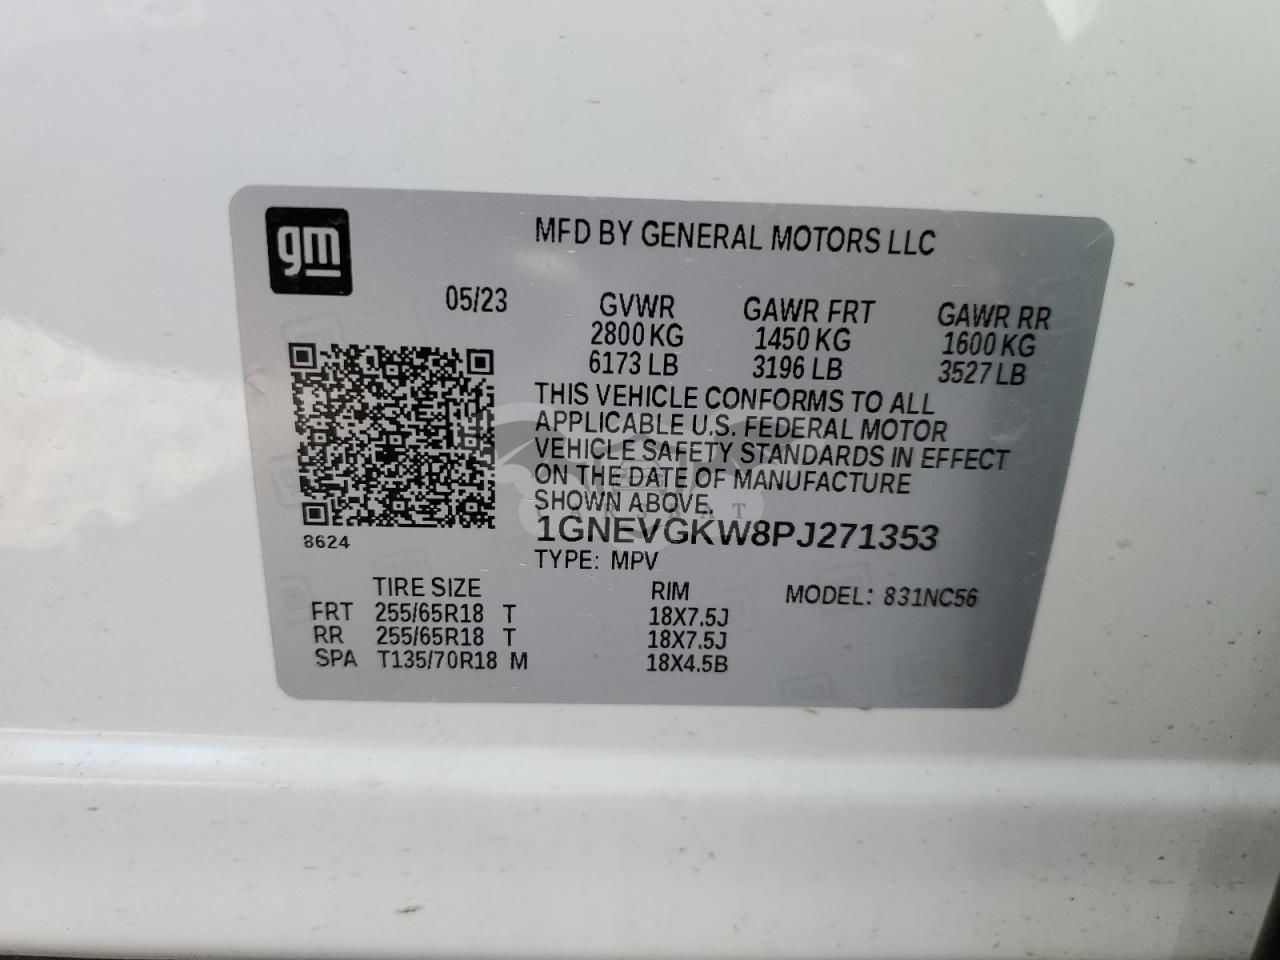 gm
MFD BY GENERAL MOTORS LLC
05/23 GVWR GAWR FRT GAWR RR
2800 KG 1450 KG 1600 KG
6173 LB 3196 LB 3527 LB
THIS VEHICLE CONFORMS TO ALL
APPLICABLE U.S. FEDERAL MOTOR
VEHICLE SAFETY STANDARDS IN EFFECT
ON THE DATE OF MANUFACTURE
SHOWN ABOVE.
1GNEVGKW8PJ271353
8624
TYPE: MPV
TIRE SIZE RIM MODEL: 831NC56
FRT 255/65R18 T 18X7.5J
RR 255/65R18 T 18X7.5J
SPA T135/70R18 M 18X4.5B